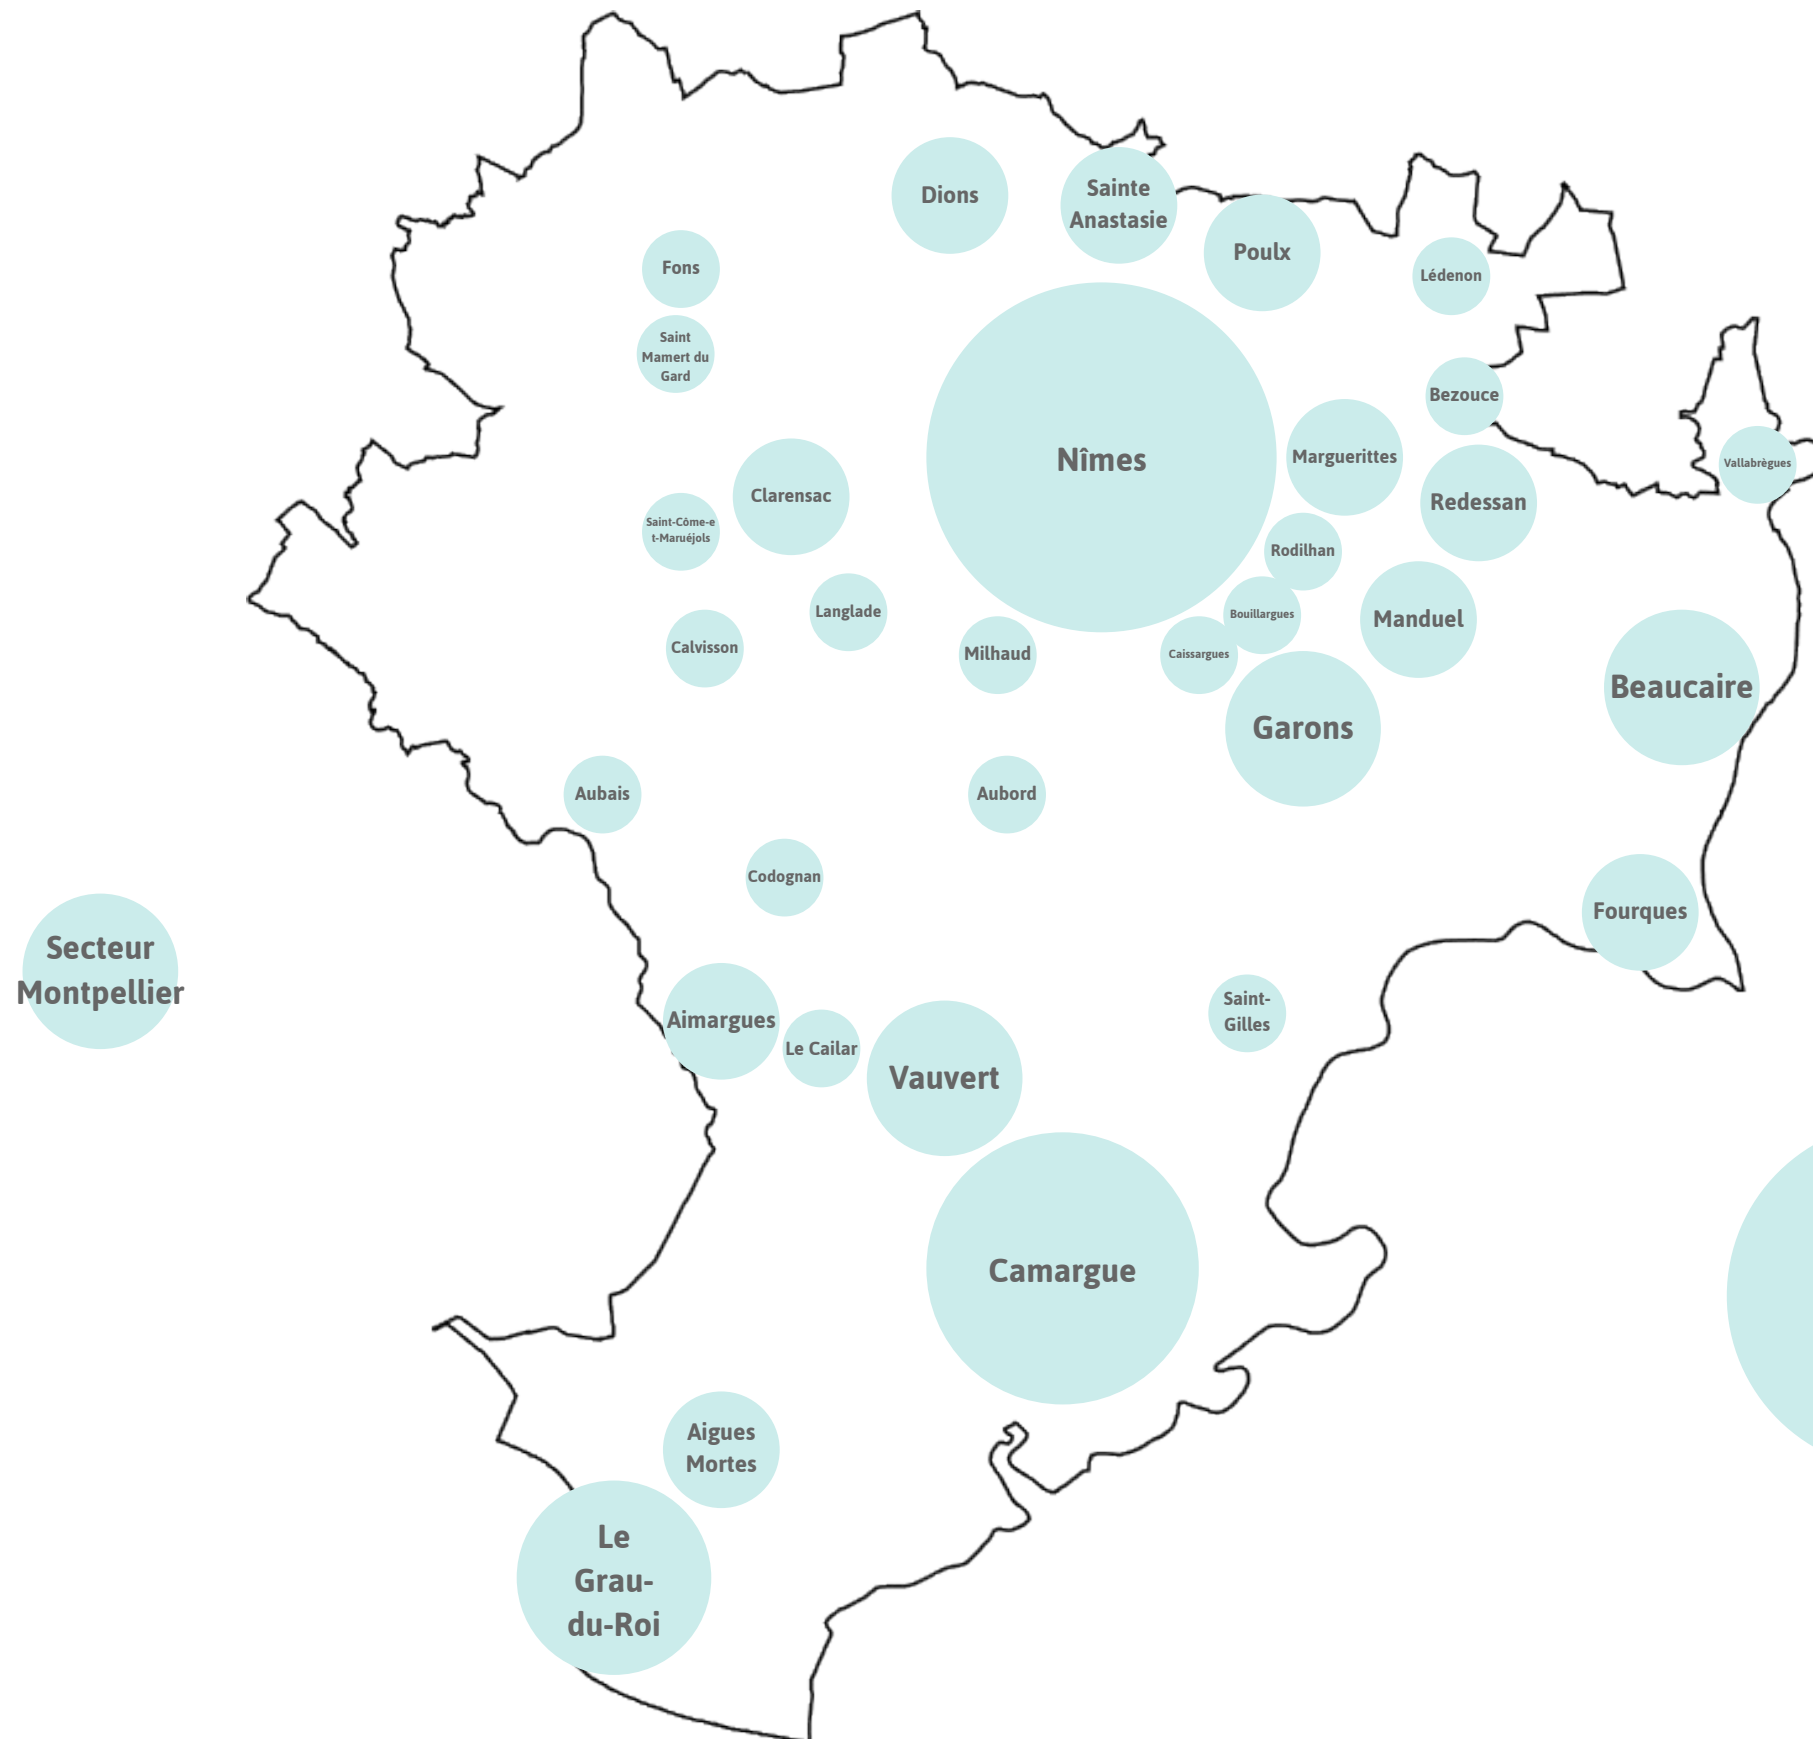 Dions
Sainte
Anastasie
Poulx
Fons
Lédenon
Saint
Mamert du
Gard
Bezouce
Nîmes
Marguerittes
Vallabrègues
Clarensac
Redessan
Saint-Côme-e
t-Maruéjols
Rodilhan
Langlade
Bouillargues
Manduel
Calvisson
Milhaud
Caissargues
Beaucaire
Garons
Aubais
Aubord
Codognan
Fourques
Secteur
Montpellier
Saint-
Gilles
Aimargues
Le Cailar
Vauvert
Camargue
Aigues
Mortes
Le
Grau-
du-Roi